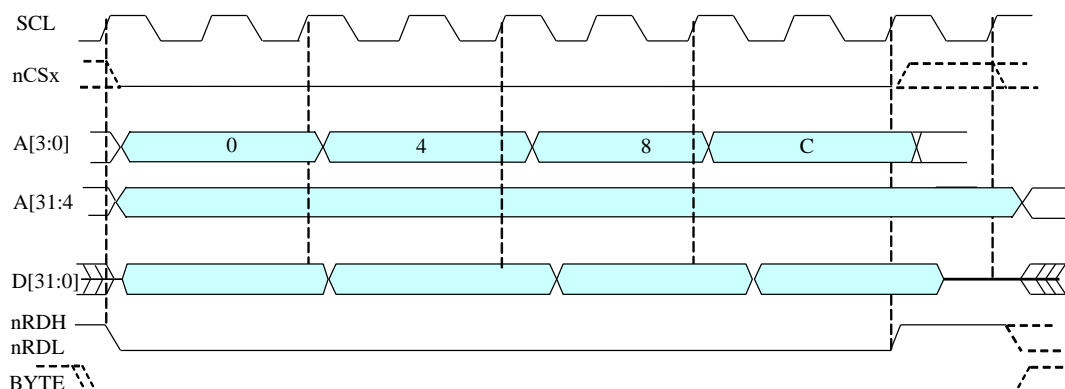 SCL
nCSx
A[3:0] 0 4 8 C
A[31:4
D[31:0]
nRDH
nRDL
BYTE